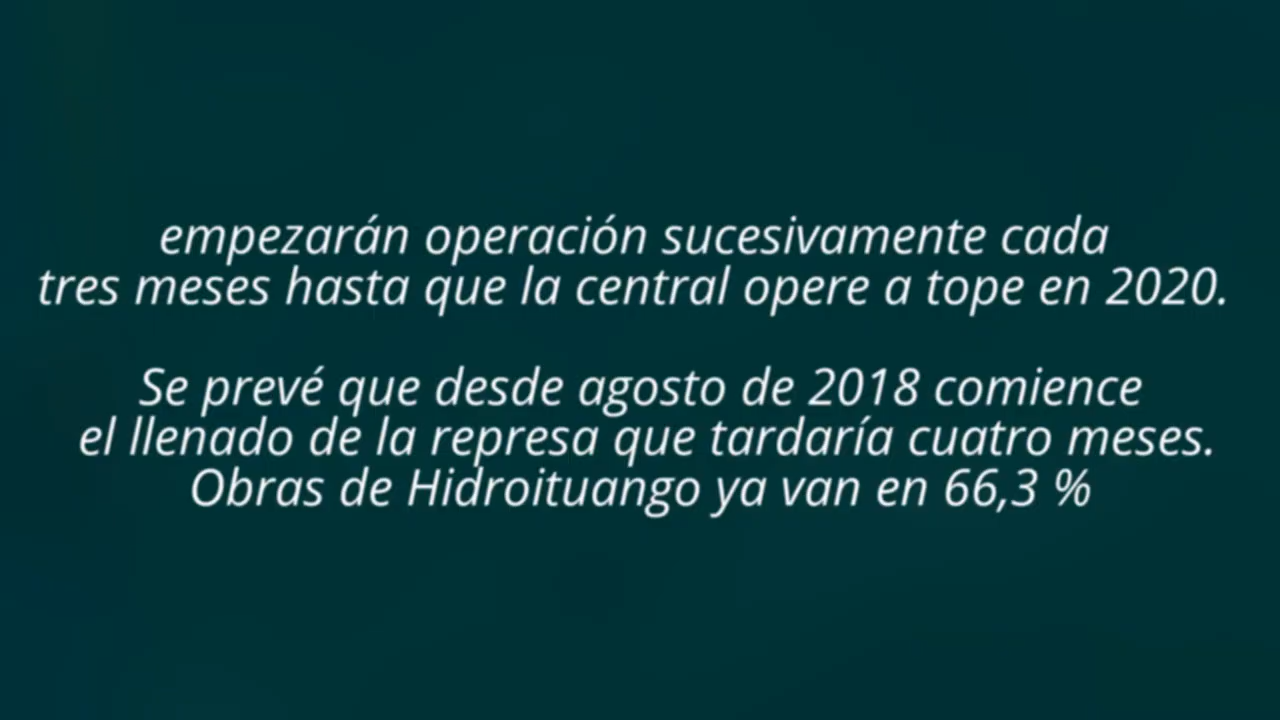 empezarán operación sucesivamente cada
tres meses hasta que la central opere a tope en 2020.
Se prevé que desde agosto de 2018 comience
el llenado de la represa que tardaría cuatro meses.
Obras de Hidroituango ya van en 66,3 %